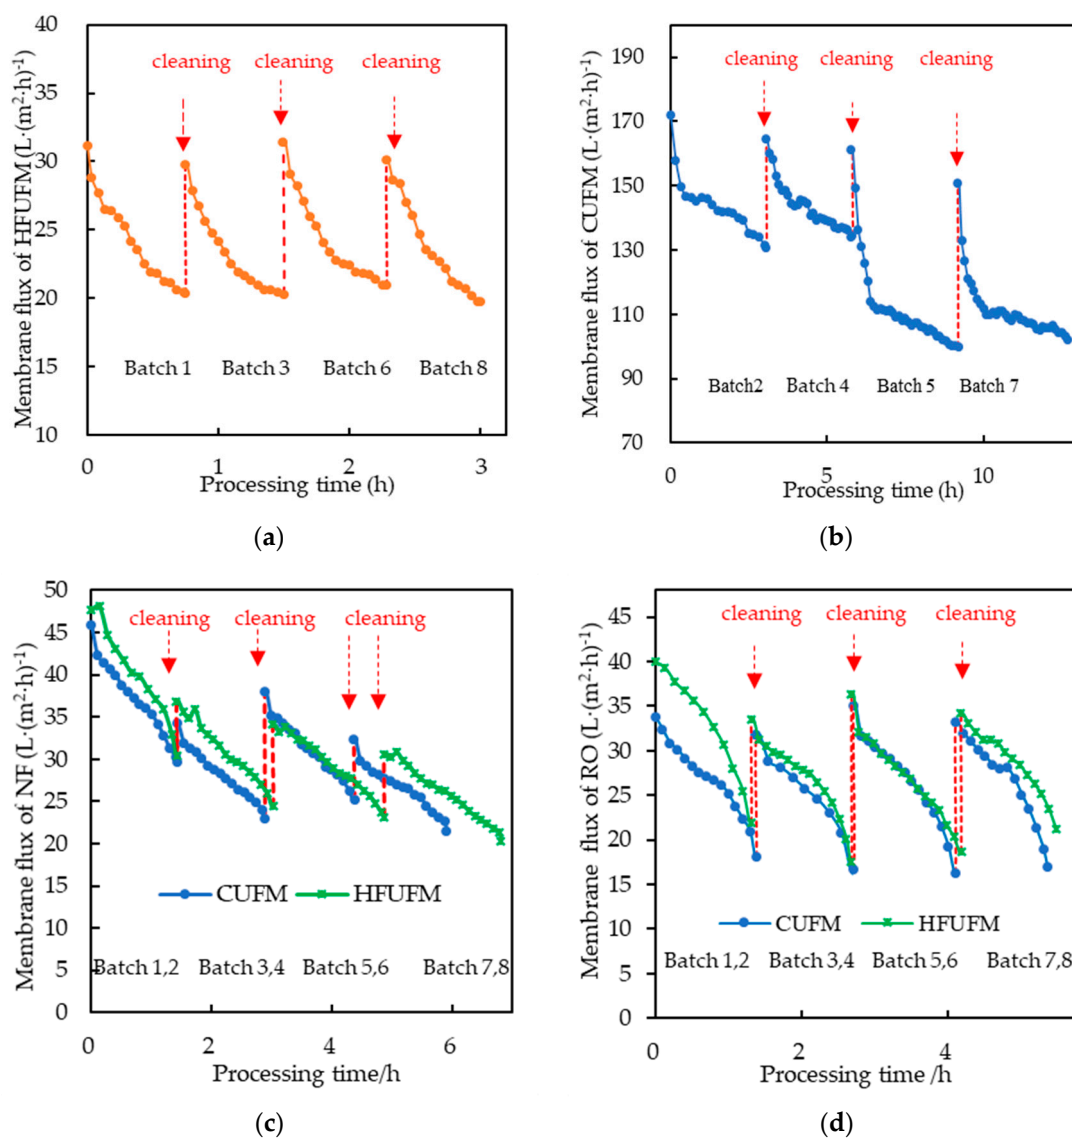 Membrane flux of HFUFM (L·(m²·h)⁻¹)
40
35
30
25
20
15
10
cleaning cleaning cleaning
Batch 1 Batch 3 Batch 6 Batch 8
0 1 2 3
Processing time (h)
(a)
Membrane flux of CUFM (L·(m²·h)⁻¹)
190
170
150
130
110
90
70
cleaning cleaning cleaning
Batch2 Batch 4 Batch 5 Batch 7
0 5 10
Processing time (h)
(b)
Membrane flux of NF (L·(m²·h)⁻¹)
50
45
40
35
30
25
20
15
10
5
0
cleaning cleaning cleaning
CUFM HFUFM
Batch 1,2 Batch 3,4 Batch 5,6 Batch 7,8
0 2 4 6
Processing time/h
(c)
Membrane flux of RO (L·(m²·h)⁻¹)
45
40
35
30
25
20
15
10
5
0
cleaning cleaning cleaning
CUFM HFUFM
Batch 1,2 Batch 3,4 Batch 5,6 Batch 7,8
0 2 4
Processing time /h
(d)